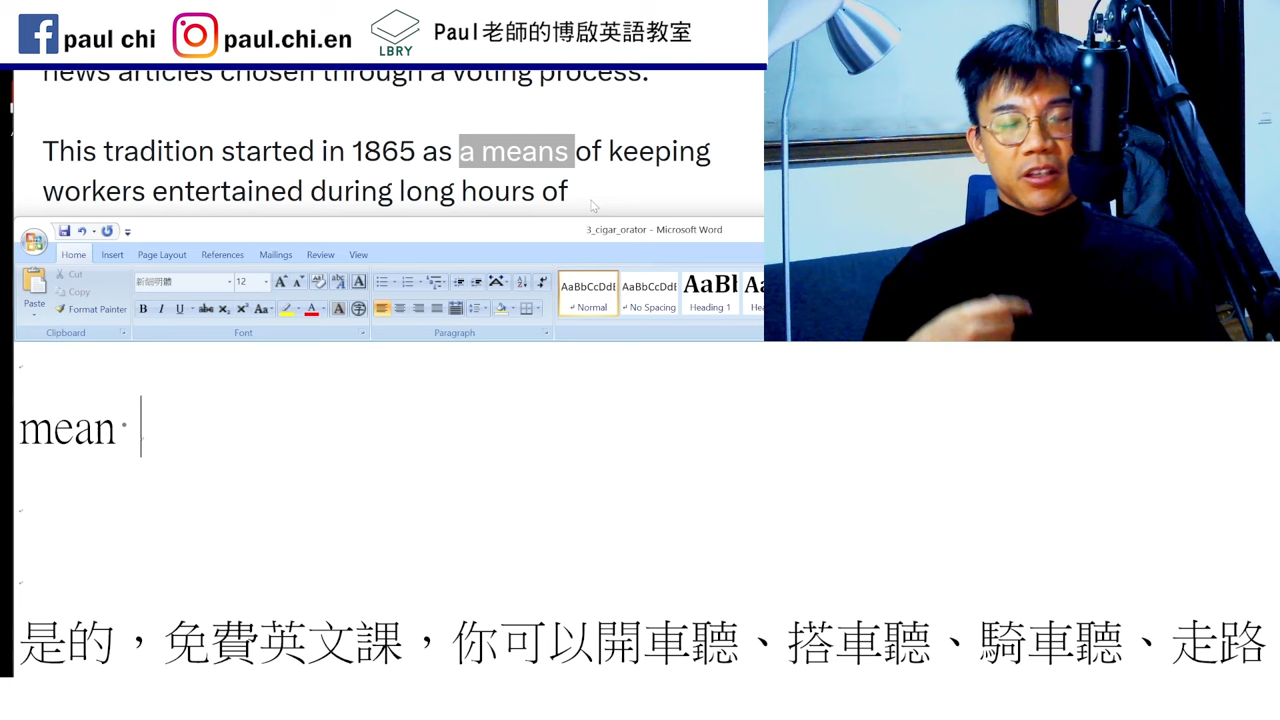 paul chi
paul.chi.en
LBRY
Paul老師的博啟英語教室
news articles chosen through a voting process.
This tradition started in 1865 as a means of keeping
workers entertained during long hours of
3_cigar_orator - Microsoft Word
Home Insert Page Layout References Mailings Review View
Paste
Cut
Copy
Format Painter
新細明體 12
B I U abc x₂ x² Aa A A
AaBbCcDdE AaBbCcDdE AaBl
Normal No Spacing Heading 1
Clipboard Font Paragraph
mean
是的，免費英文課，你可以開車聽、搭車聽、騎車聽、走路